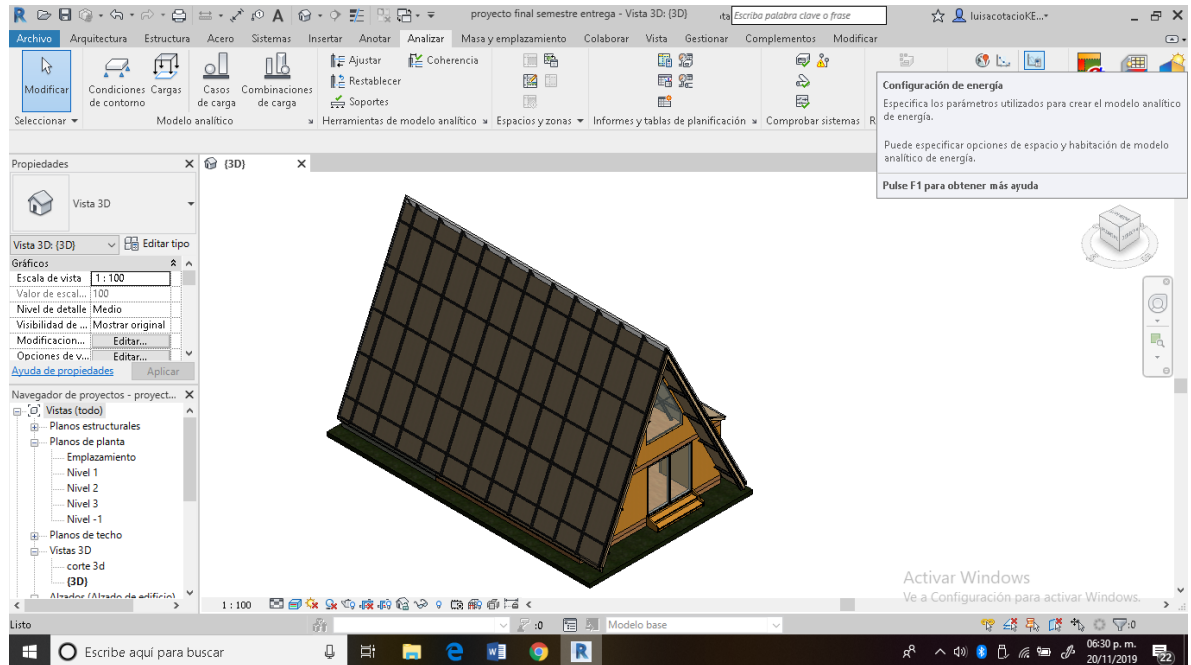 proyecto final semestre entrega - Vista 3D: {3D}
Escriba palabra clave o frase
luisacotacioKE...
Archivo Arquitectura Estructura Acero Sistemas Insertar Anotar Analizar Masa y emplazamiento Colaborar Vista Gestionar Complementos Modificar
Modificar
Condiciones de contorno
Cargas
Casos de carga
Combinaciones de carga
Ajustar
Restablecer
Soportes
Coherencia
Seleccionar
Modelo analítico
Herramientas de modelo analítico
Espacios y zonas
Informes y tablas de planificación
Comprobar sistemas
Configuración de energía
Especifica los parámetros utilizados para crear el modelo analítico
de energía.
Puede especificar opciones de espacio y habitación de modelo
analítico de energía.
Pulse F1 para obtener más ayuda
Propiedades
{3D}
Vista 3D
Vista 3D: {3D}
Editar tipo
Gráficos
Escala de vista 1 : 100
Valor de escal... 100
Nivel de detalle Medio
Visibilidad de ... Mostrar original
Modificacion... Editar...
Opciones de v... Editar...
Ayuda de propiedades Aplicar
Navegador de proyectos - proyect...
Vistas (todo)
Planos estructurales
Planos de planta
Emplazamiento
Nivel 1
Nivel 2
Nivel 3
Nivel -1
Planos de techo
Vistas 3D
corte 3d
{3D}
Alzados (Alzado de edificio)
1 : 100
Activar Windows
Ve a Configuración para activar Windows.
Listo
:0
Modelo base
:0
Escribe aquí para buscar
06:30 p. m.
20/11/2019
22